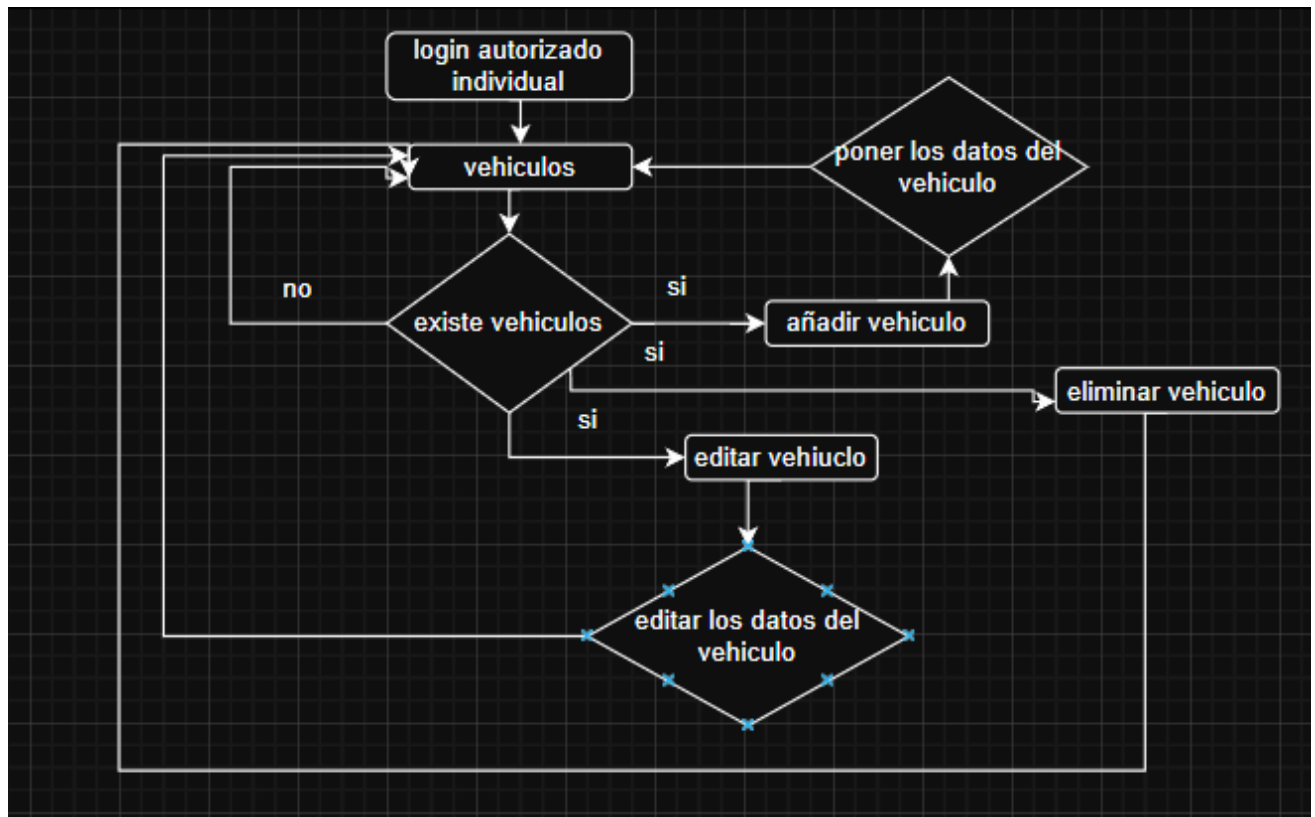 login autorizado
individual
vehiculos
poner los datos del
vehiculo
no
si
existe vehiculos
añadir vehiculo
si
eliminar vehiculo
si
editar vehiuclo
editar los datos del
vehiculo